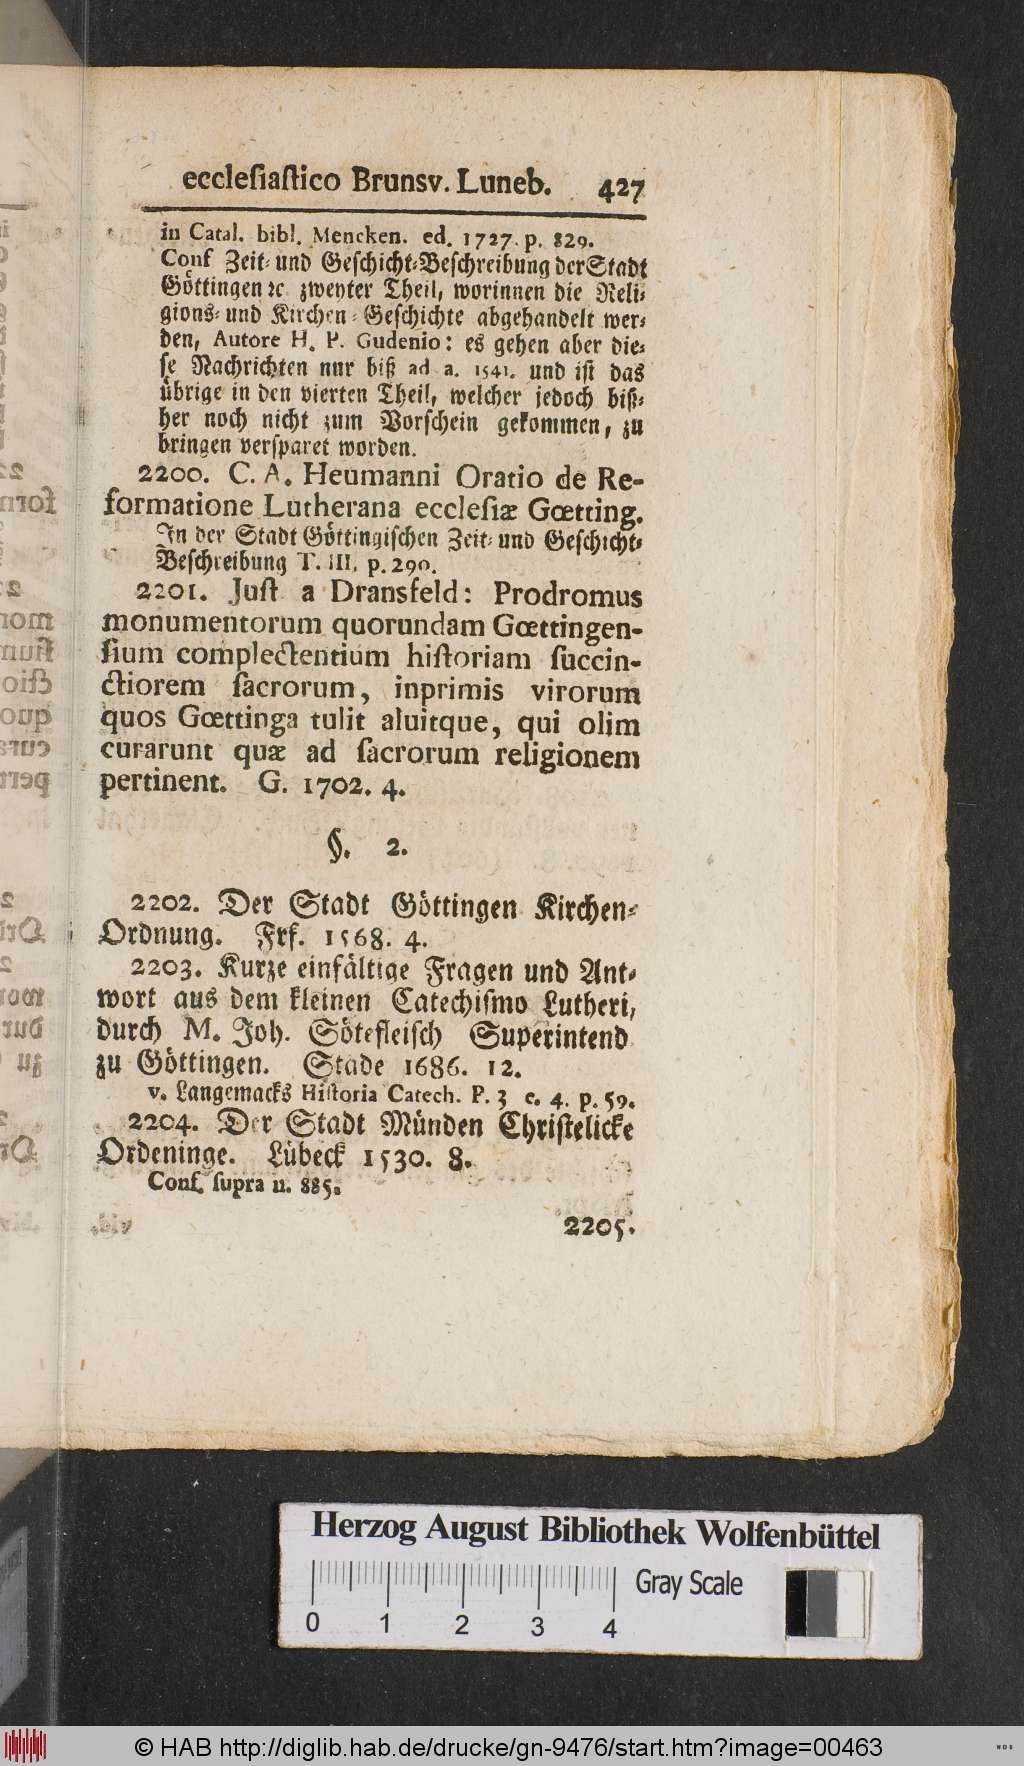 ecclesiastico Brunsv. Luneb. 427
in Catal. bibl. Mencken. ed. 1727. p. 829.
Conf Zeit- und Geschicht-Beschreibung der Stadt
Göttingen ꝛc zweyter Theil, worinnen die Reli-
gions- und Kirchen-Geschichte abgehandelt wer-
den, Autore H. P. Gudenio: es gehen aber die-
se Nachrichten nur biß ad a. 1541. und ist das
übrige in den vierten Theil, welcher jedoch biß-
her noch nicht zum Vorschein gekommen, zu
bringen versparet worden.
2200. C. A. Heumanni Oratio de Re-
formatione Lutherana ecclesiæ Gœtting.
In der Stadt Göttingischen Zeit- und Geschicht-
Beschreibung T. III. p. 290.
2201. Just a Dransfeld: Prodromus
monumentorum quorundam Gœttingen-
sium complectentium historiam succin-
ctiorem sacrorum, inprimis virorum
quos Gœttinga tulit aluitque, qui olim
curarunt quæ ad sacrorum religionem
pertinent. G. 1702. 4.
§. 2.
2202. Der Stadt Göttingen Kirchen-
Ordnung. Frf. 1568. 4.
2203. Kurze einfältige Fragen und Ant-
wort aus dem kleinen Catechismo Lutheri,
durch M. Joh. Sötefleisch Superintend
zu Göttingen. Stade 1686. 12.
v. Langemacks Historia Catech. P. 3 c. 4. p. 59.
2204. Der Stadt Münden Christelicke
Ordeninge. Lübeck 1530. 8.
Conf. supra n. 885.
2205.
Herzog August Bibliothek Wolfenbüttel
Gray Scale
0 1 2 3 4
© HAB http://diglib.hab.de/drucke/gn-9476/start.htm?image=00463